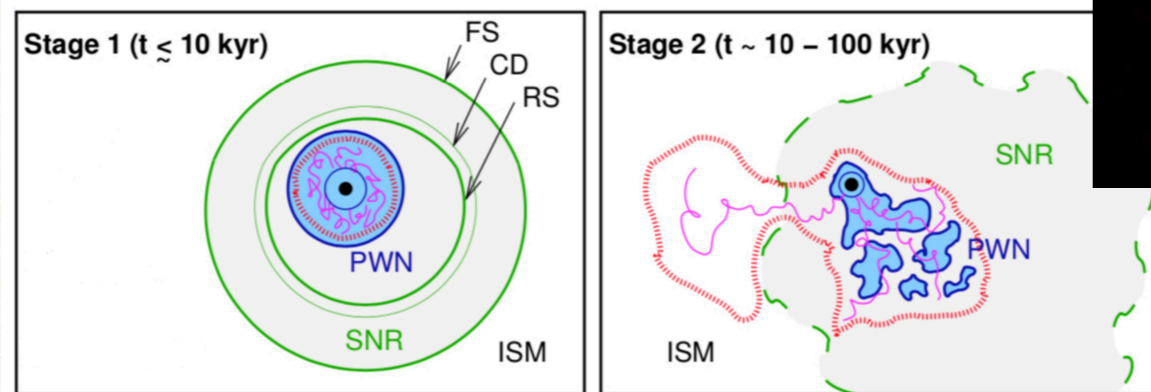 Stage 1 (t ≲ 10 kyr)
FS
CD
RS
PWN
SNR
ISM
Stage 2 (t ~ 10 – 100 kyr)
SNR
PWN
ISM